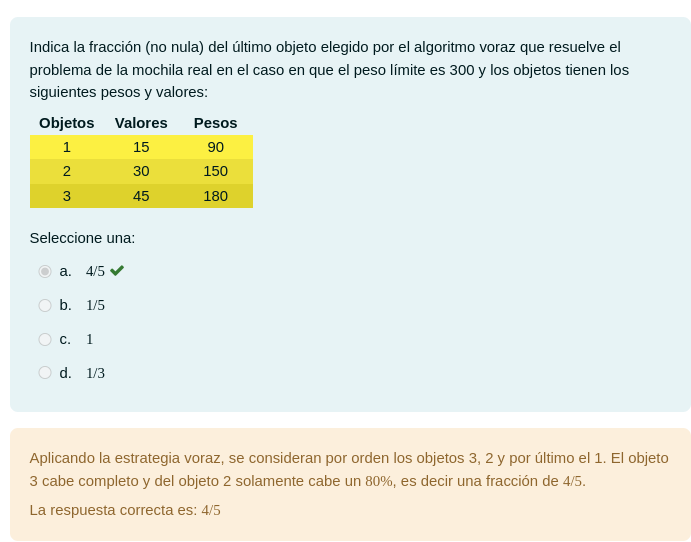 Indica la fracción (no nula) del último objeto elegido por el algoritmo voraz que resuelve el
problema de la mochila real en el caso en que el peso límite es 300 y los objetos tienen los
siguientes pesos y valores:
Objetos Valores Pesos
1 15 90
2 30 150
3 45 180
Seleccione una:
a. 4/5
b. 1/5
c. 1
d. 1/3
Aplicando la estrategia voraz, se consideran por orden los objetos 3, 2 y por último el 1. El objeto
3 cabe completo y del objeto 2 solamente cabe un 80%, es decir una fracción de 4/5.
La respuesta correcta es: 4/5